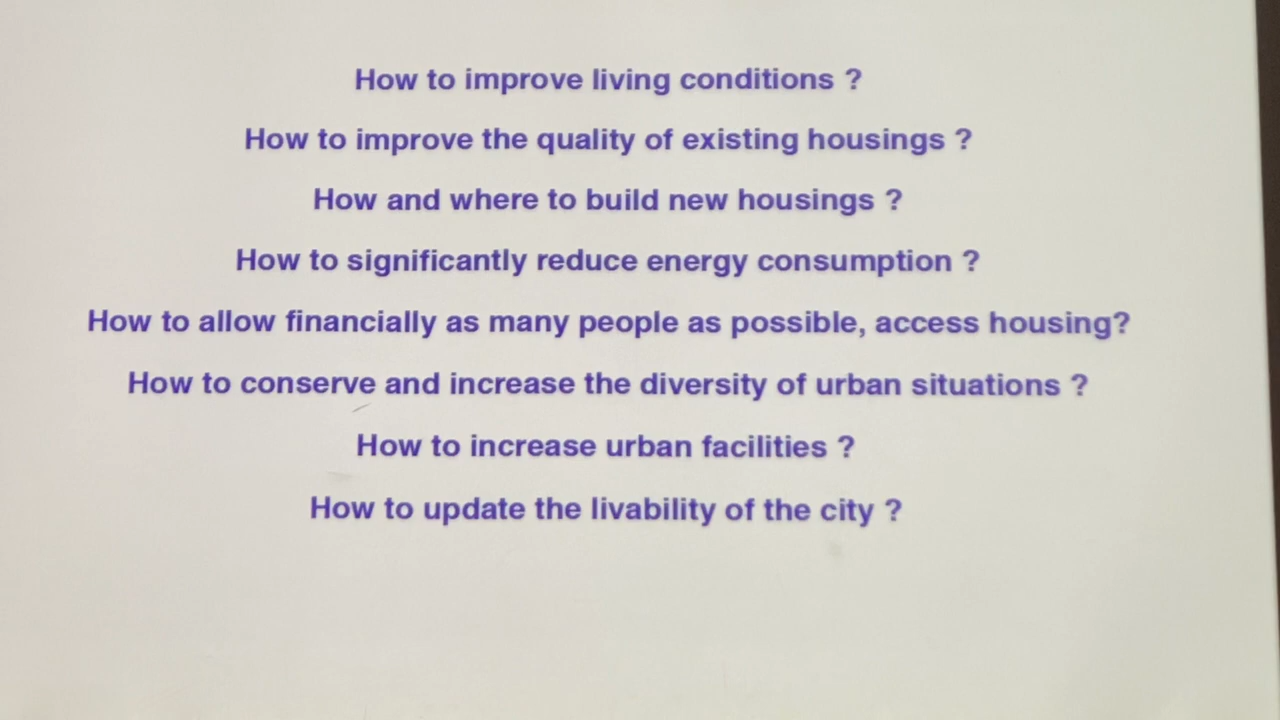 How to improve living conditions ?
How to improve the quality of existing housings ?
How and where to build new housings ?
How to significantly reduce energy consumption ?
How to allow financially as many people as possible, access housing?
How to conserve and increase the diversity of urban situations ?
How to increase urban facilities ?
How to update the livability of the city ?